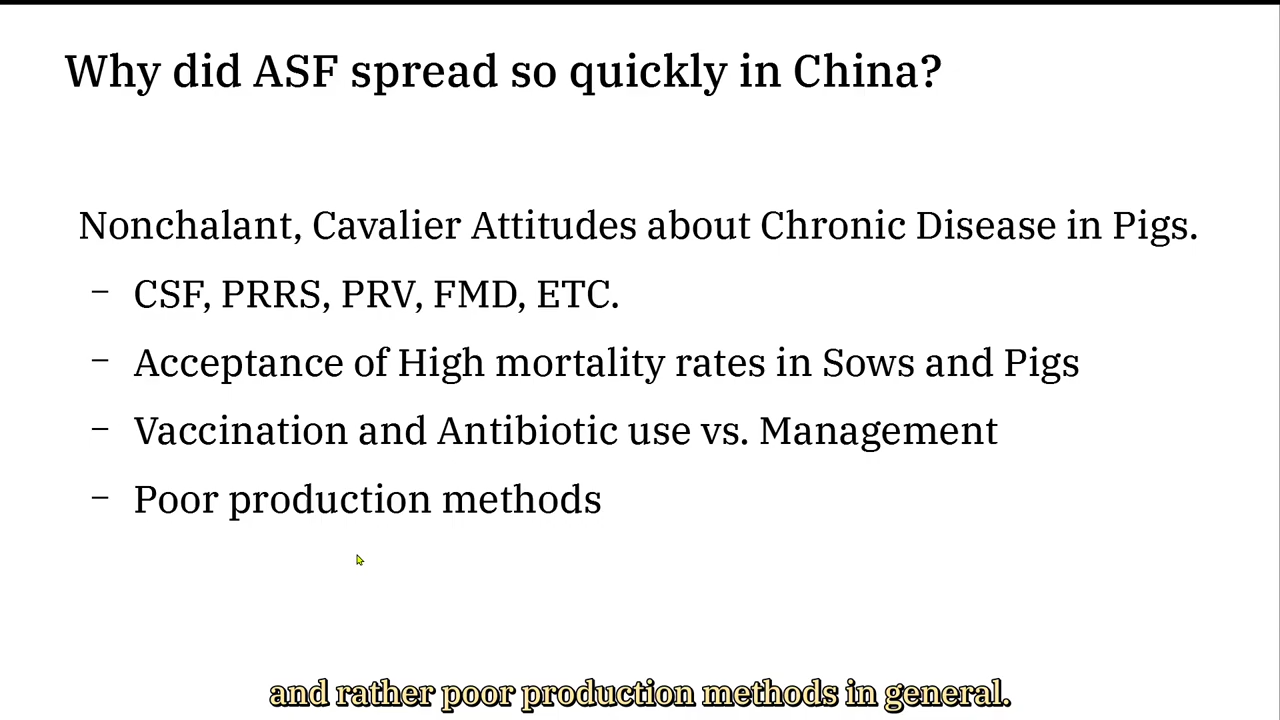 Why did ASF spread so quickly in China?
Nonchalant, Cavalier Attitudes about Chronic Disease in Pigs.
– CSF, PRRS, PRV, FMD, ETC.
– Acceptance of High mortality rates in Sows and Pigs
– Vaccination and Antibiotic use vs. Management
– Poor production methods
and rather poor production methods in general.